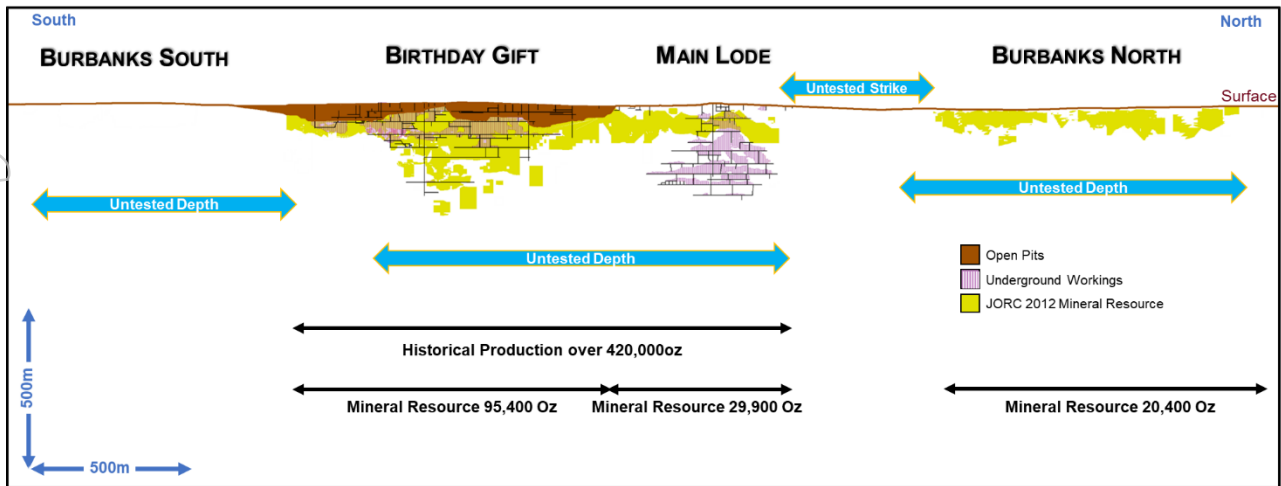 South
North
BURBANKS SOUTH
BIRTHDAY GIFT
MAIN LODE
BURBANKS NORTH
Untested Strike
Surface
Untested Depth
Untested Depth
Untested Depth
Open Pits
Underground Workings
JORC 2012 Mineral Resource
Historical Production over 420,000oz
Mineral Resource 95,400 Oz
Mineral Resource 29,900 Oz
Mineral Resource 20,400 Oz
500m
500m